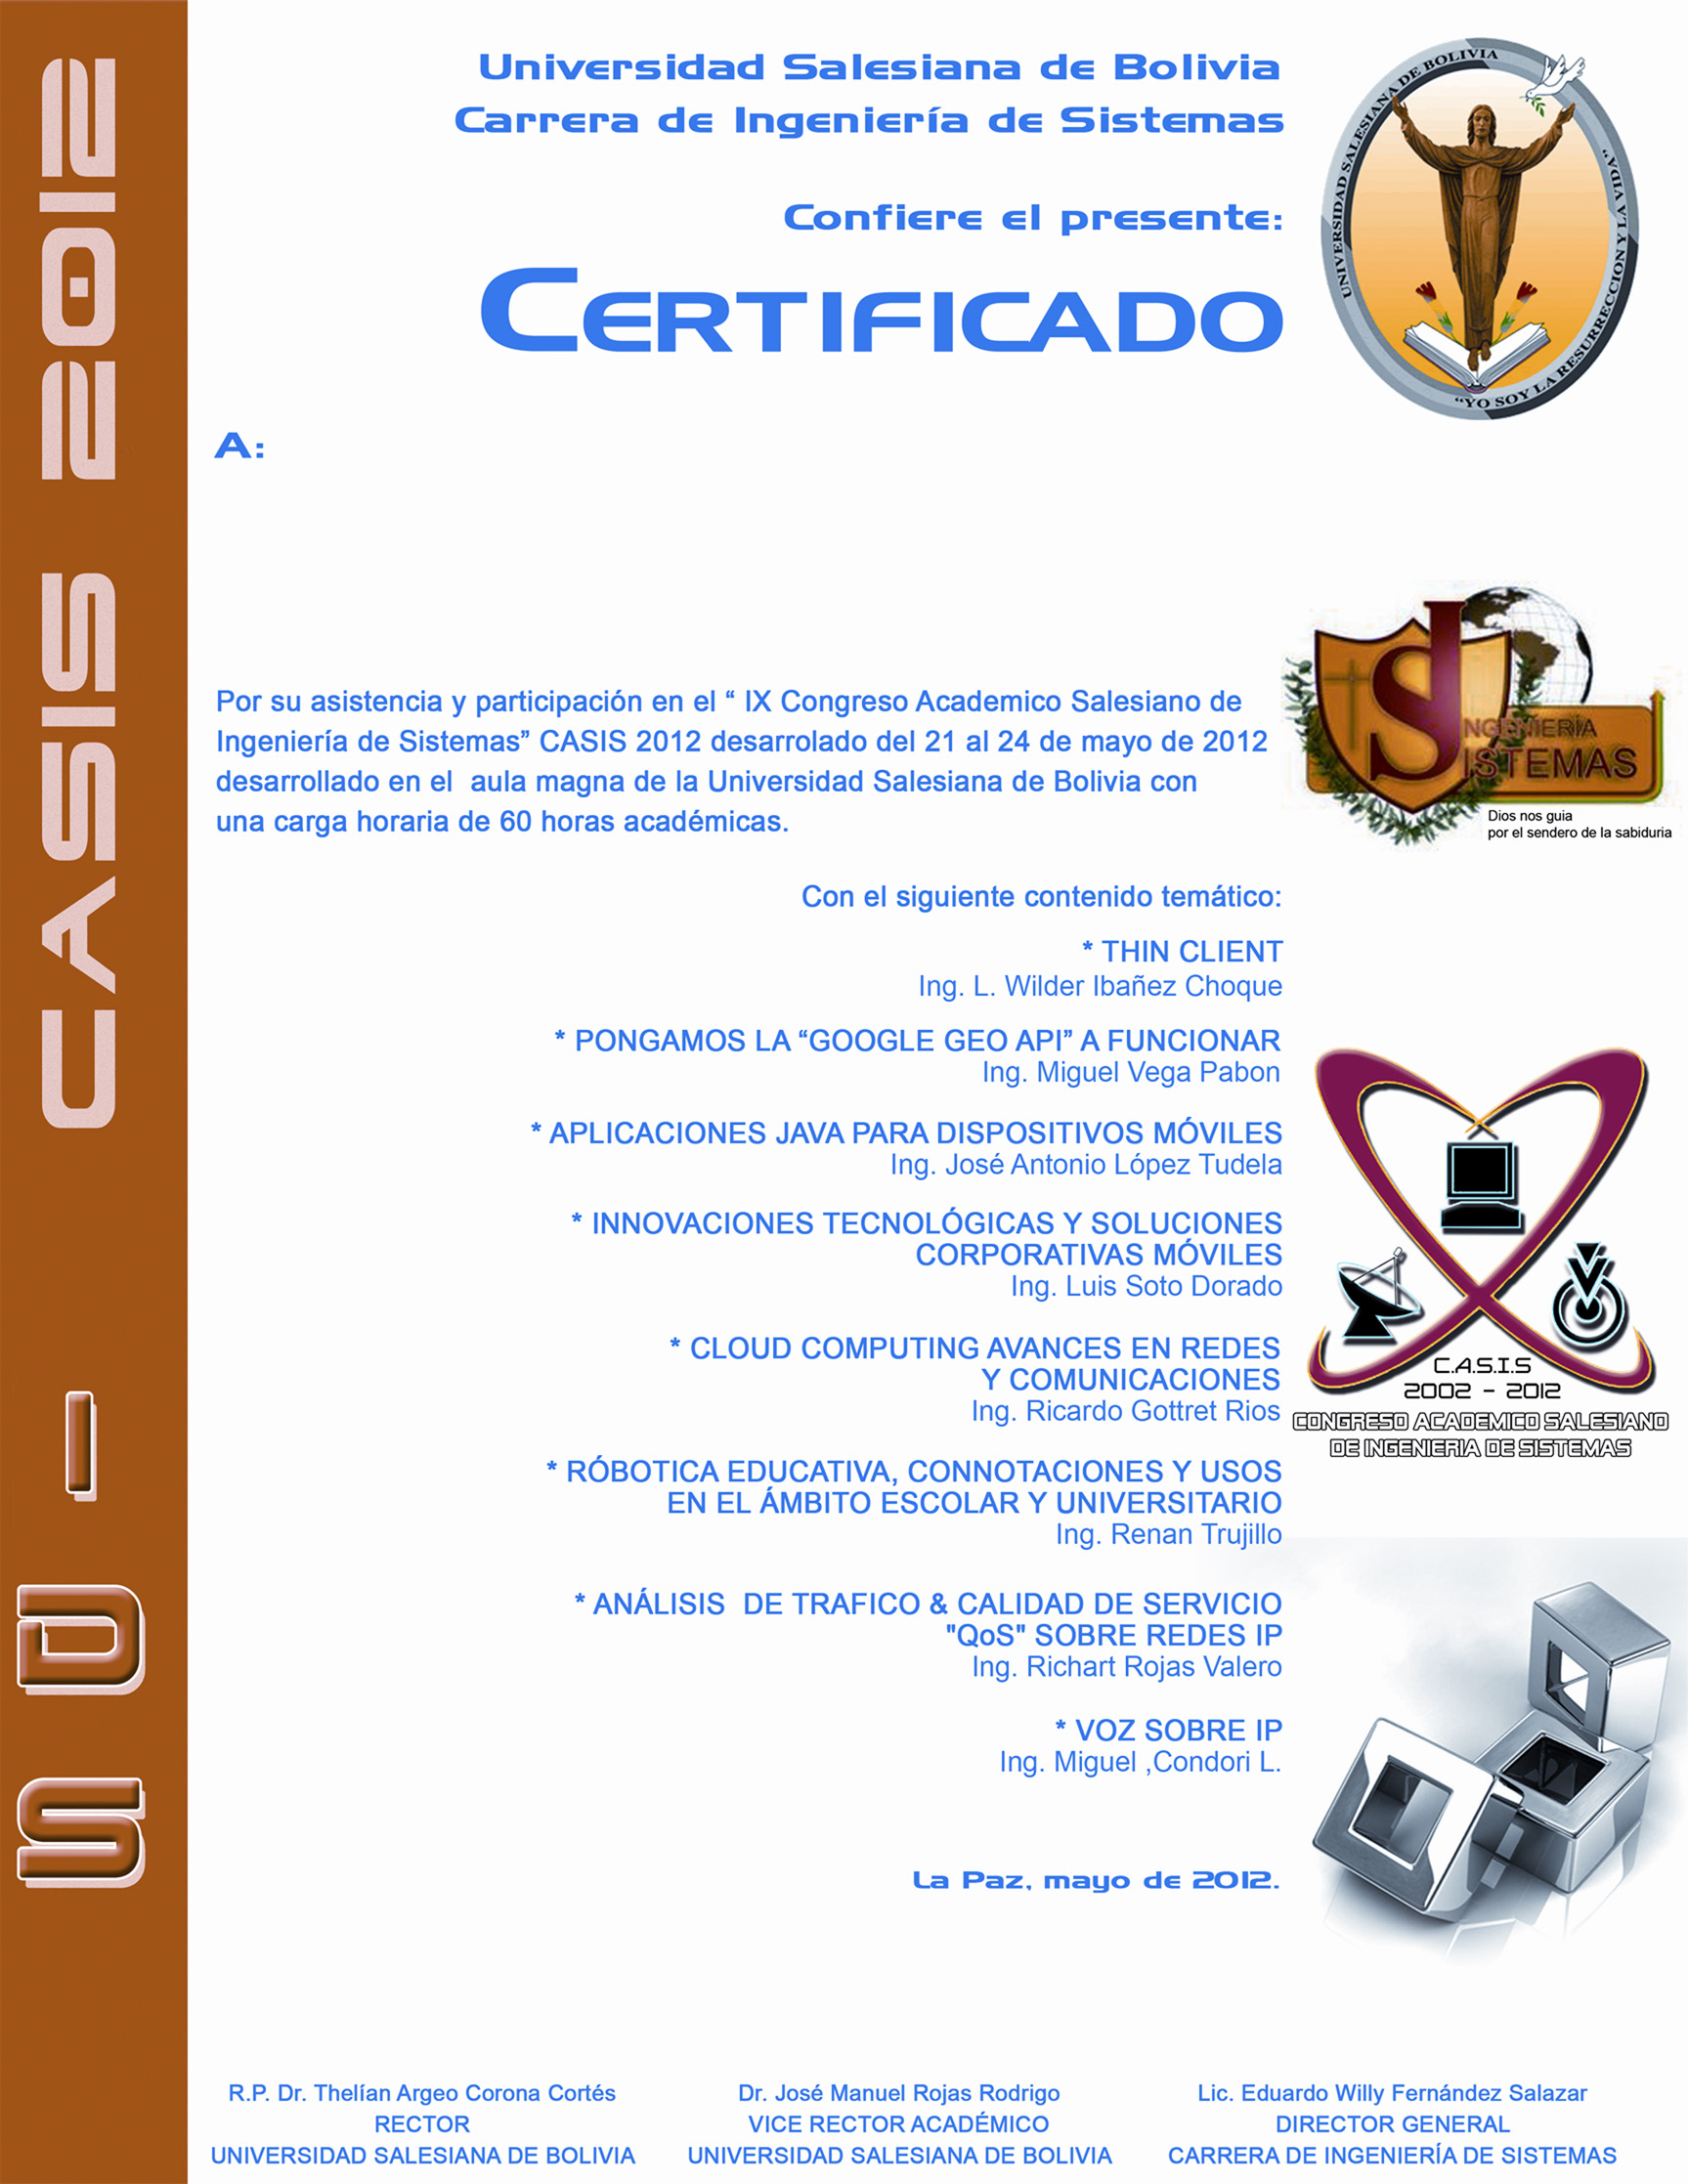 Universidad Salesiana de Bolivia
Carrera de Ingeniería de Sistemas
Confiere el presente:
CERTIFICADO
A:
UNIVERSIDAD SALESIANA DE BOLIVIA
"YO SOY LA RESURRECCION Y LA VIDA"
CASIS 2012
SDI-
Por su asistencia y participación en el “ IX Congreso Academico Salesiano de
Ingeniería de Sistemas” CASIS 2012 desarrolado del 21 al 24 de mayo de 2012
desarrollado en el  aula magna de la Universidad Salesiana de Bolivia con
una carga horaria de 60 horas académicas.
INGENIERÍA
SISTEMAS
Dios nos guia
por el sendero de la sabiduria
Con el siguiente contenido temático:
* THIN CLIENT
Ing. L. Wilder Ibañez Choque
* PONGAMOS LA “GOOGLE GEO API” A FUNCIONAR
Ing. Miguel Vega Pabon
* APLICACIONES JAVA PARA DISPOSITIVOS MÓVILES
Ing. José Antonio López Tudela
* INNOVACIONES TECNOLÓGICAS Y SOLUCIONES
CORPORATIVAS MÓVILES
Ing. Luis Soto Dorado
* CLOUD COMPUTING AVANCES EN REDES
Y COMUNICACIONES
Ing. Ricardo Gottret Rios
C.A.S.I.S
2002 - 2012
CONGRESO ACADEMICO SALESIANO
DE INGENIERIA DE SISTEMAS
* RÓBOTICA EDUCATIVA, CONNOTACIONES Y USOS
EN EL ÁMBITO ESCOLAR Y UNIVERSITARIO
Ing. Renan Trujillo
* ANÁLISIS  DE TRAFICO & CALIDAD DE SERVICIO
"QoS" SOBRE REDES IP
Ing. Richart Rojas Valero
* VOZ SOBRE IP
Ing. Miguel ,Condori L.
La Paz, mayo de 2012.
R.P. Dr. Thelían Argeo Corona Cortés
RECTOR
UNIVERSIDAD SALESIANA DE BOLIVIA
Dr. José Manuel Rojas Rodrigo
VICE RECTOR ACADÉMICO
UNIVERSIDAD SALESIANA DE BOLIVIA
Lic. Eduardo Willy Fernández Salazar
DIRECTOR GENERAL
CARRERA DE INGENIERÍA DE SISTEMAS